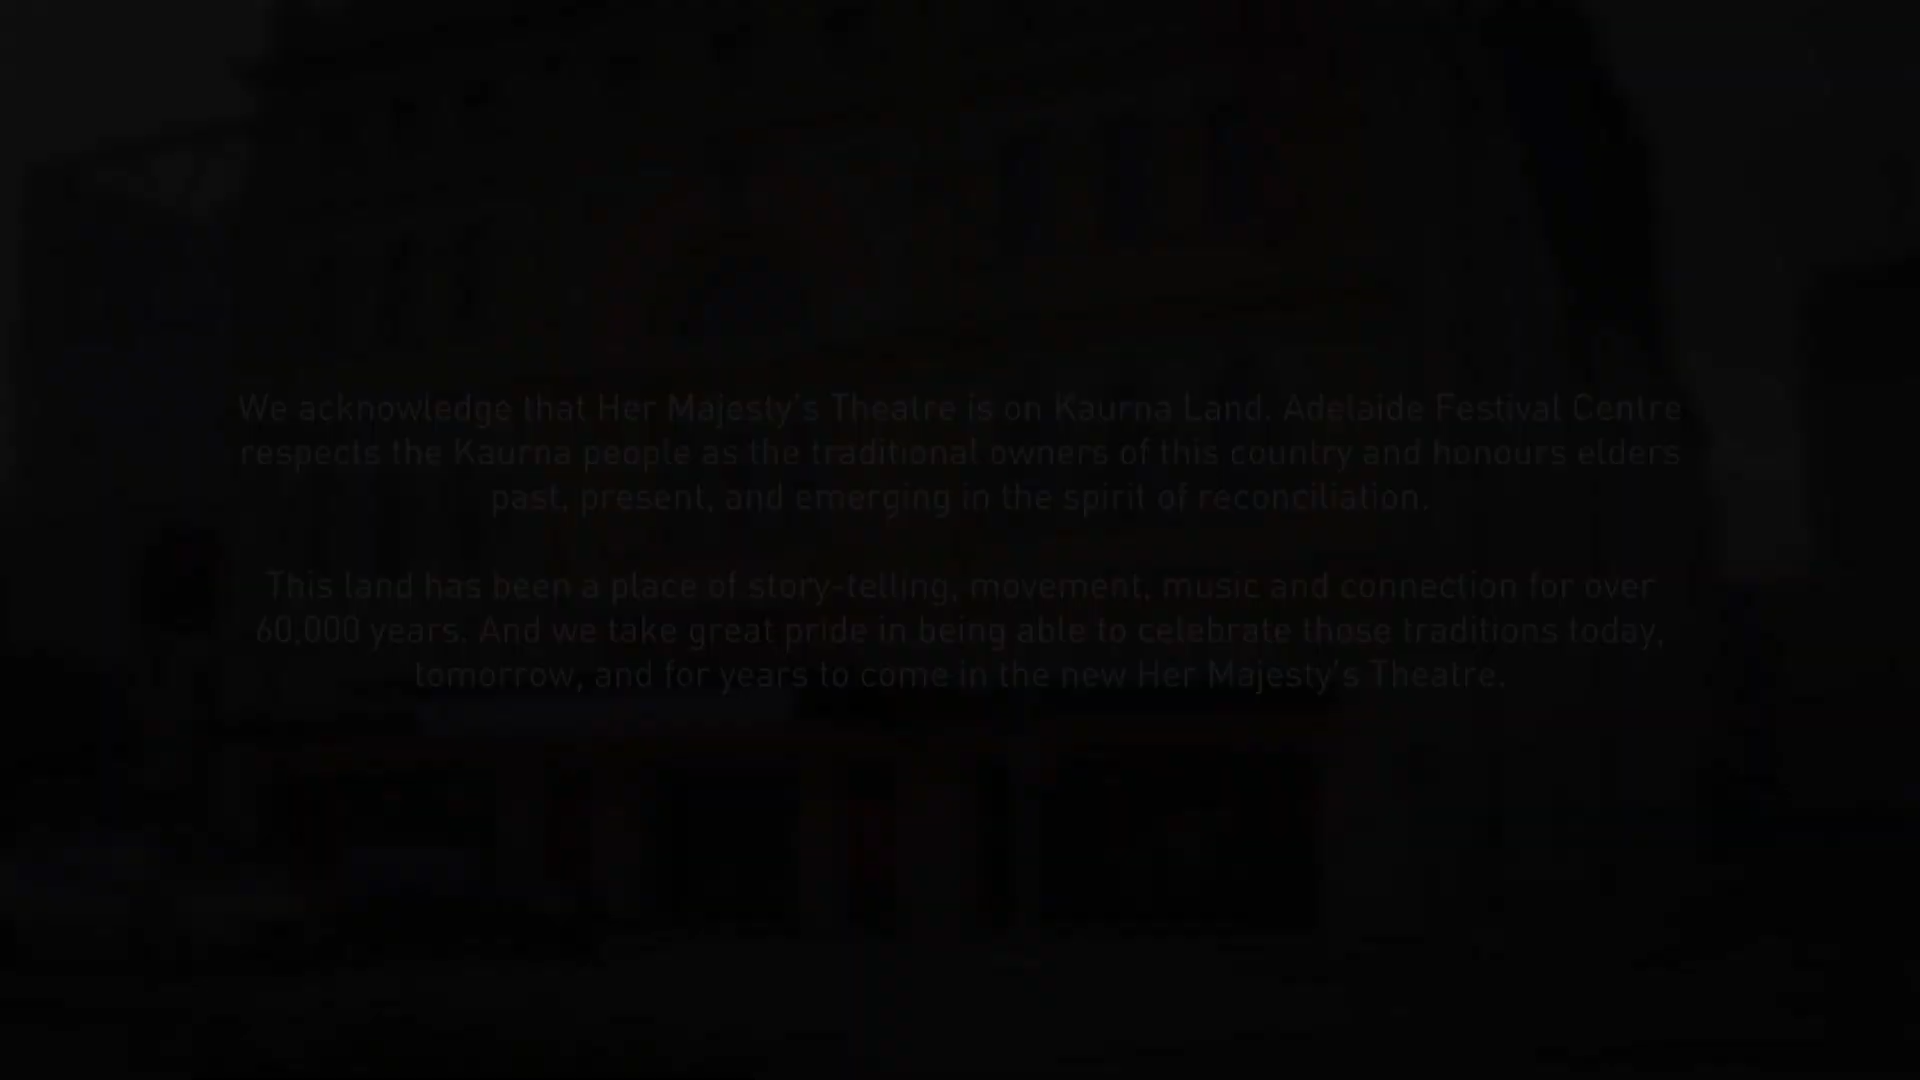 We acknowledge that Her Majesty's Theatre is on Kaurna Land. Adelaide Festival Centre
respects the Kaurna people as the traditional owners of this country and honours elders
past, present, and emerging in the spirit of reconciliation.
This land has been a place of story-telling, movement, music and connection for over
60,000 years. And we take great pride in being able to celebrate those traditions today,
tomorrow, and for years to come in the new Her Majesty's Theatre.